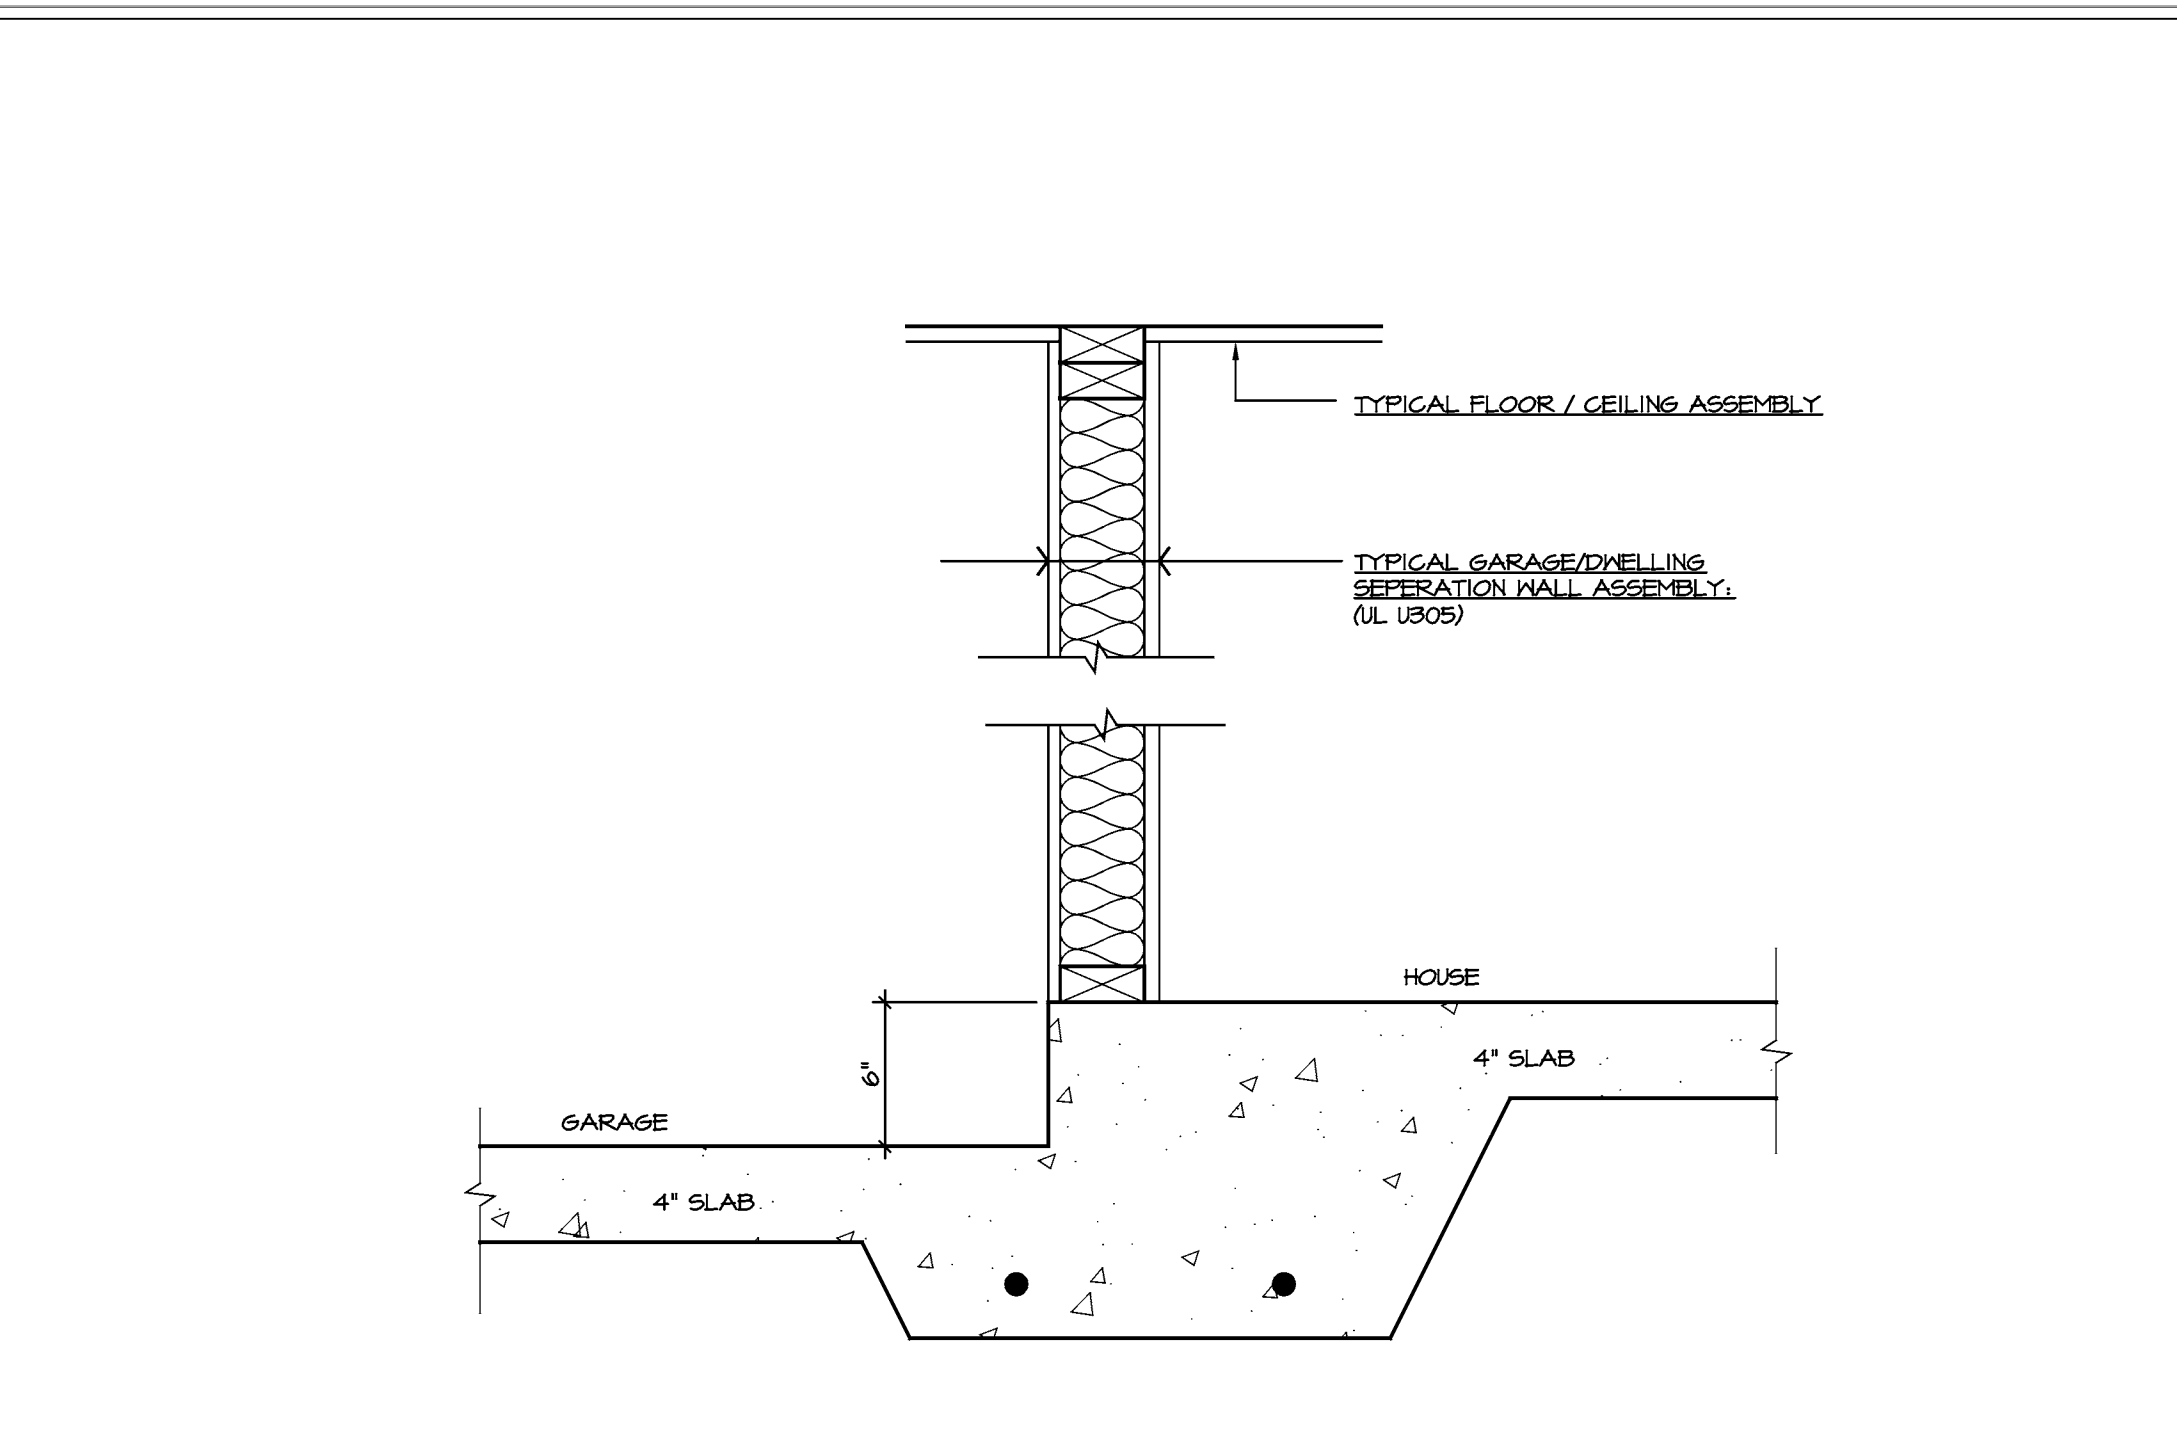 TYPICAL FLOOR / CEILING ASSEMBLY
TYPICAL GARAGE/DWELLING
SEPERATION WALL ASSEMBLY:
(UL U305)
HOUSE
4" SLAB
6"
GARAGE
4" SLAB